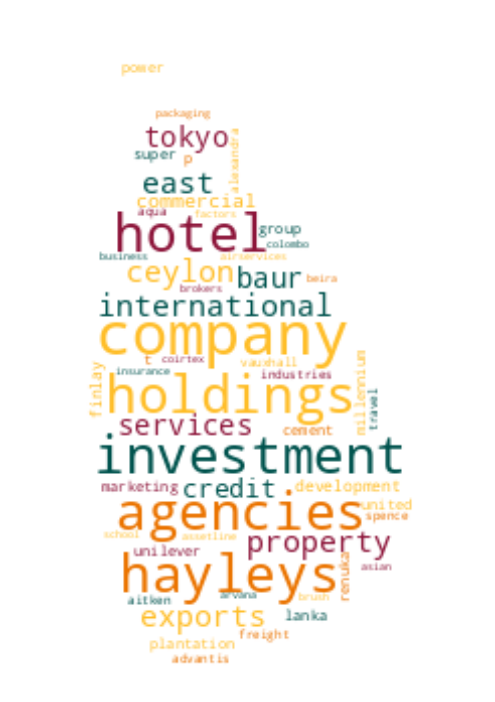 power
packaging
tokyo
super p
alexandra
east
commercial
aqua factors
hotel group
colombo
business airservices
ceylon baur beira
brokers
international
company
t cointex vauxhall
insurance industries
finlay
millennium
travel
holdings
services cement
investment
marketing credit development
agencies united
spence
school assetline
property
unilever
asian
hayleys renuka
aitken arvana brush
exports lanka
freight
plantation
advantis